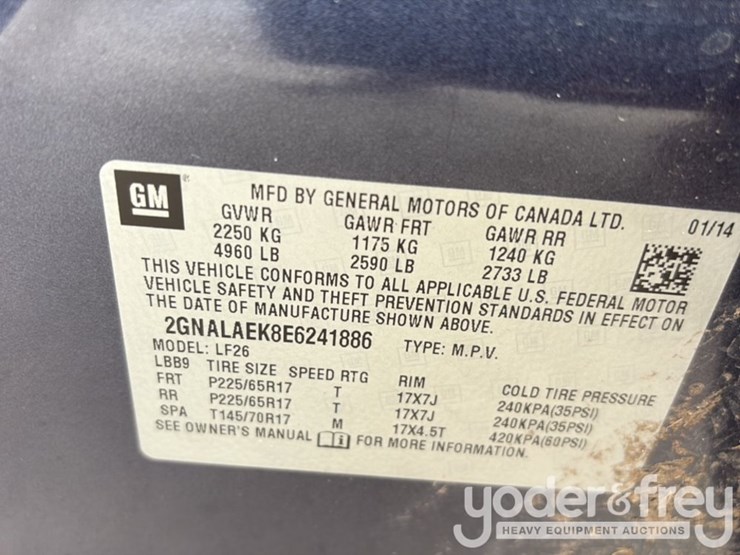 GM
MFD BY GENERAL MOTORS OF CANADA LTD. 01/14
GVWR GAWR FRT GAWR RR
2250 KG 1175 KG 1240 KG
4960 LB 2590 LB 2733 LB
THIS VEHICLE CONFORMS TO ALL APPLICABLE U.S. FEDERAL MOTOR
VEHICLE SAFETY AND THEFT PREVENTION STANDARDS IN EFFECT ON
THE DATE OF MANUFACTURE SHOWN ABOVE.
2GNALAEK8E6241886 TYPE: M.P.V.
MODEL: LF26
LBB9 TIRE SIZE SPEED RTG RIM COLD TIRE PRESSURE
FRT P225/65R17 T 17X7J 240KPA(35PSI)
RR P225/65R17 T 17X7J 240KPA(35PSI)
SPA T145/70R17 M 17X4.5T 420KPA(60PSI)
SEE OWNER'S MANUAL i FOR MORE INFORMATION.
yoder&frey
HEAVY EQUIPMENT AUCTIONS